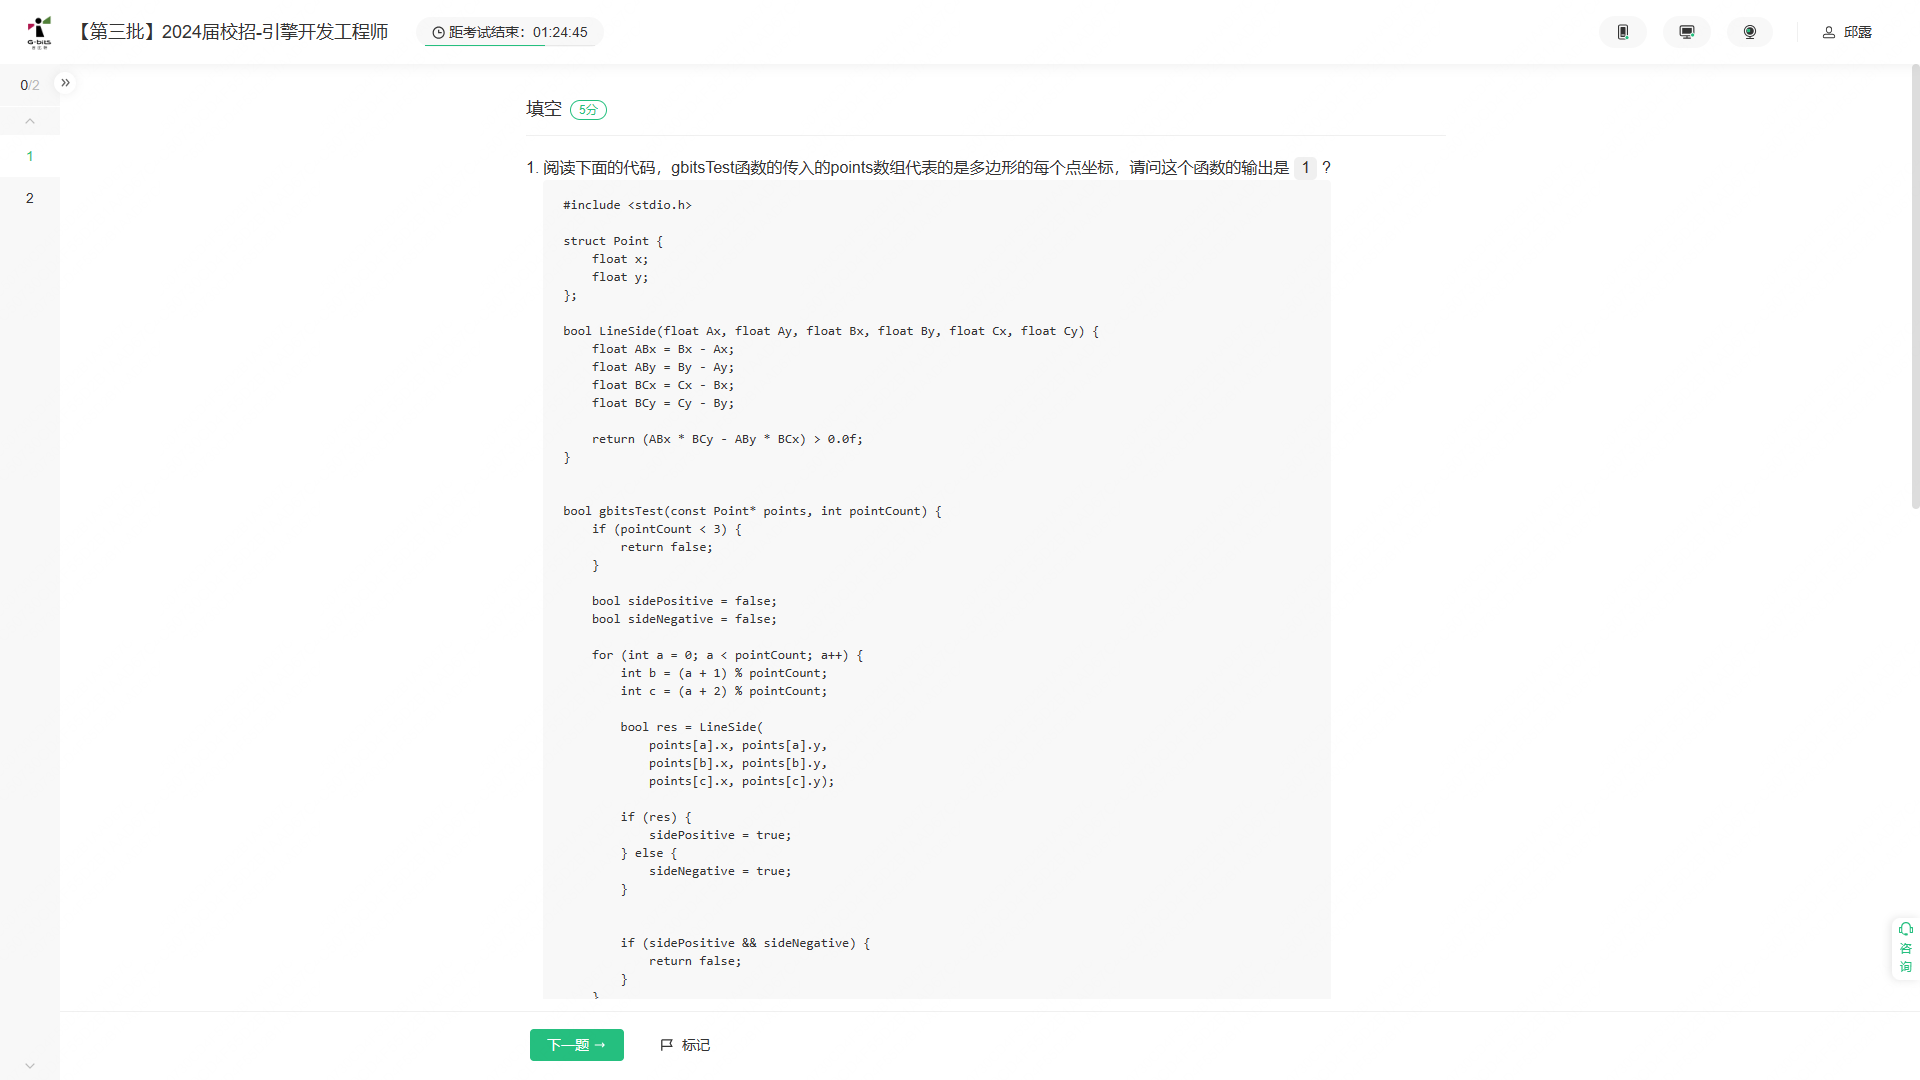 G-bits
【第三批】2024届校招-引擎开发工程师
距考试结束：01:24:45
邱露
0/2
1
2
填空 5分
1. 阅读下面的代码，gbitsTest函数的传入的points数组代表的是多边形的每个点坐标，请问这个函数的输出是 1 ？
#include <stdio.h>
struct Point {
    float x;
    float y;
};
bool LineSide(float Ax, float Ay, float Bx, float By, float Cx, float Cy) {
    float ABx = Bx - Ax;
    float ABy = By - Ay;
    float BCx = Cx - Bx;
    float BCy = Cy - By;
    return (ABx * BCy - ABy * BCx) > 0.0f;
}
bool gbitsTest(const Point* points, int pointCount) {
    if (pointCount < 3) {
        return false;
    }
    bool sidePositive = false;
    bool sideNegative = false;
    for (int a = 0; a < pointCount; a++) {
        int b = (a + 1) % pointCount;
        int c = (a + 2) % pointCount;
        bool res = LineSide(
            points[a].x, points[a].y,
            points[b].x, points[b].y,
            points[c].x, points[c].y);
        if (res) {
            sidePositive = true;
        } else {
            sideNegative = true;
        }
        if (sidePositive && sideNegative) {
            return false;
        }
    }
咨
询
下一题 →
标记